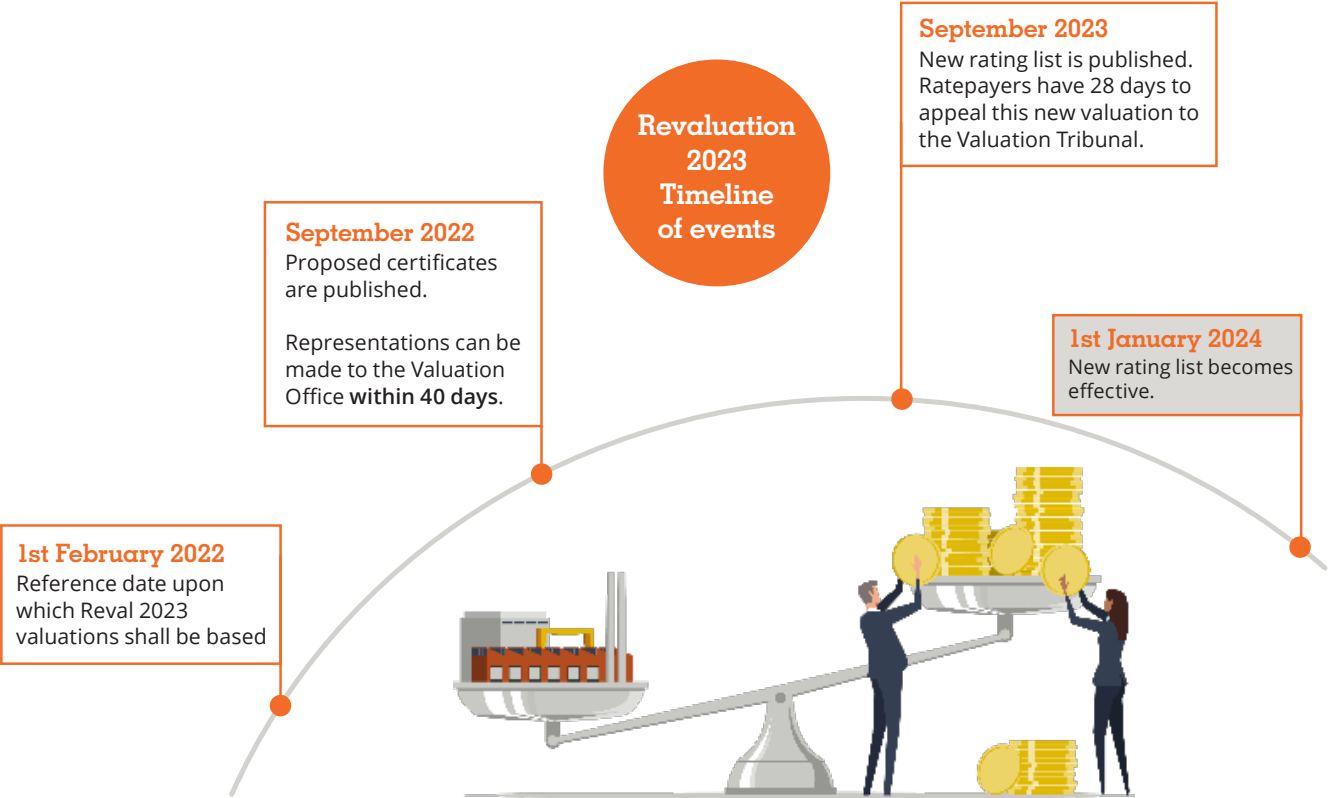 Revaluation
2023
Timeline
of events
1st February 2022
Reference date upon
which Reval 2023
valuations shall be based
September 2022
Proposed certificates
are published.
Representations can be
made to the Valuation
Office within 40 days.
September 2023
New rating list is published.
Ratepayers have 28 days to
appeal this new valuation to
the Valuation Tribunal.
1st January 2024
New rating list becomes
effective.